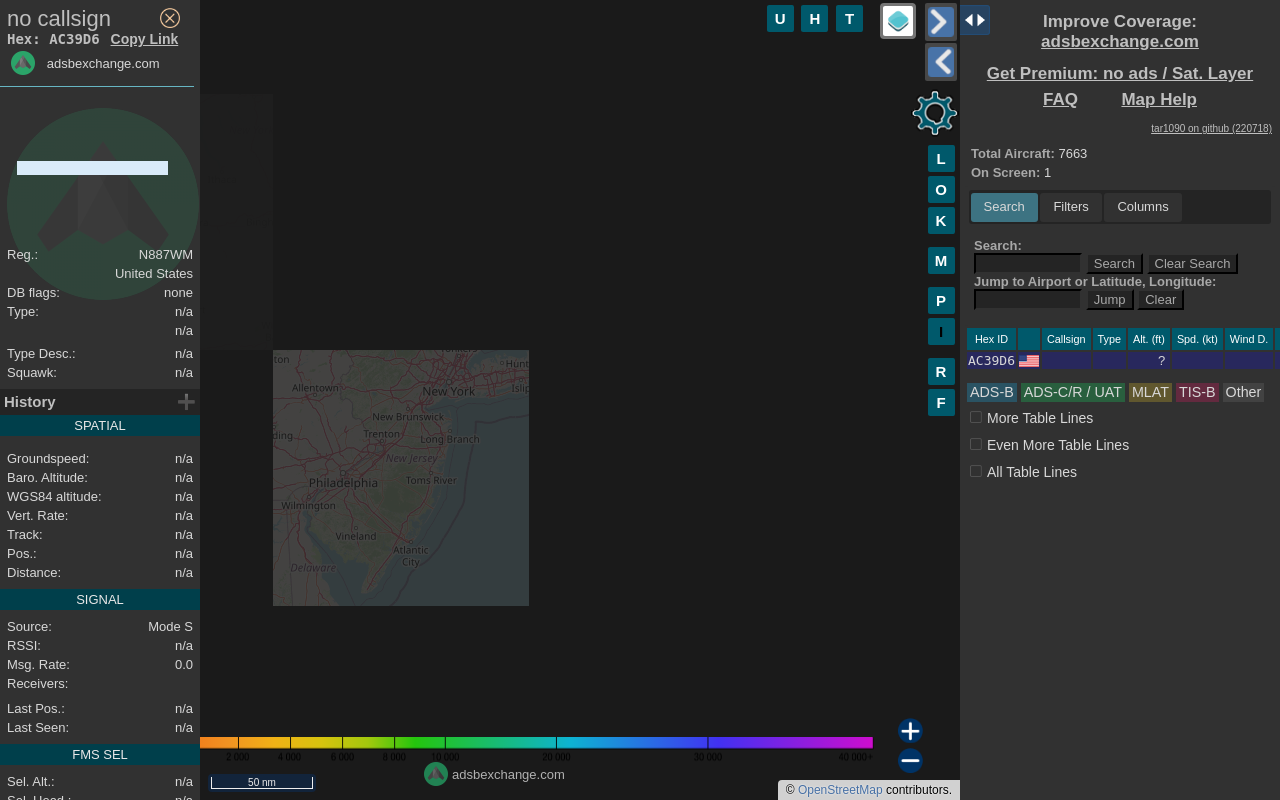 no callsign
Hex: AC39D6 Copy Link
adsbexchange.com
Reg.: N887WM
United States
DB flags: none
Type: n/a
n/a
Type Desc.: n/a
Squawk: n/a
History
SPATIAL
Groundspeed: n/a
Baro. Altitude: n/a
WGS84 altitude: n/a
Vert. Rate: n/a
Track: n/a
Pos.: n/a
Distance: n/a
SIGNAL
Source: Mode S
RSSI: n/a
Msg. Rate: 0.0
Receivers:
Last Pos.: n/a
Last Seen: n/a
FMS SEL
Sel. Alt.: n/a
U H T
L
O
K
M
P
I
R
F
Allentown
New York
New Brunswick
Trenton
Long Branch
New Jersey
Philadelphia
Toms River
Wilmington
Vineland
Atlantic
City
Delaware
2 000 4 000 6 000 8 000 10 000 20 000 30 000 40 000+
adsbexchange.com
50 nm
© OpenStreetMap contributors.
Improve Coverage:
adsbexchange.com
Get Premium: no ads / Sat. Layer
FAQ Map Help
tar1090 on github (220718)
Total Aircraft: 7663
On Screen: 1
Search Filters Columns
Search:
Search Clear Search
Jump to Airport or Latitude, Longitude:
Jump Clear
Hex ID Callsign Type Alt. (ft) Spd. (kt) Wind D.
AC39D6 ?
ADS-B ADS-C/R / UAT MLAT TIS-B Other
More Table Lines
Even More Table Lines
All Table Lines